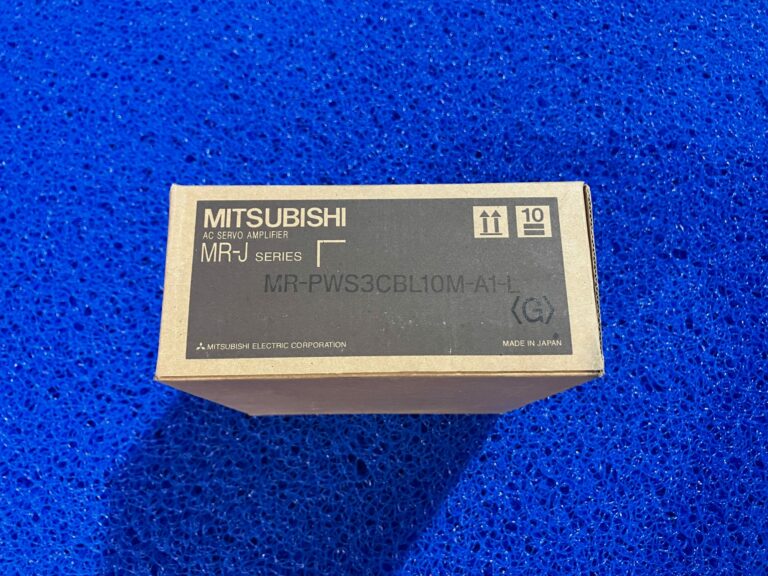 MITSUBISHI
AC SERVO AMPLIFIER
MR-J SERIES
10
MR-PWS3CBL10M-A1-L
〈G〉
MITSUBISHI ELECTRIC CORPORATION
MADE IN JAPAN